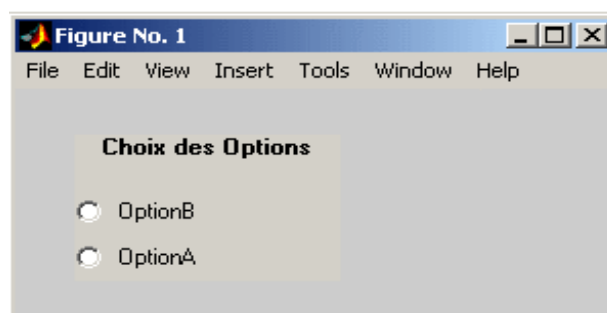 Figure No. 1
File Edit View Insert Tools Window Help
Choix des Options
OptionB
OptionA